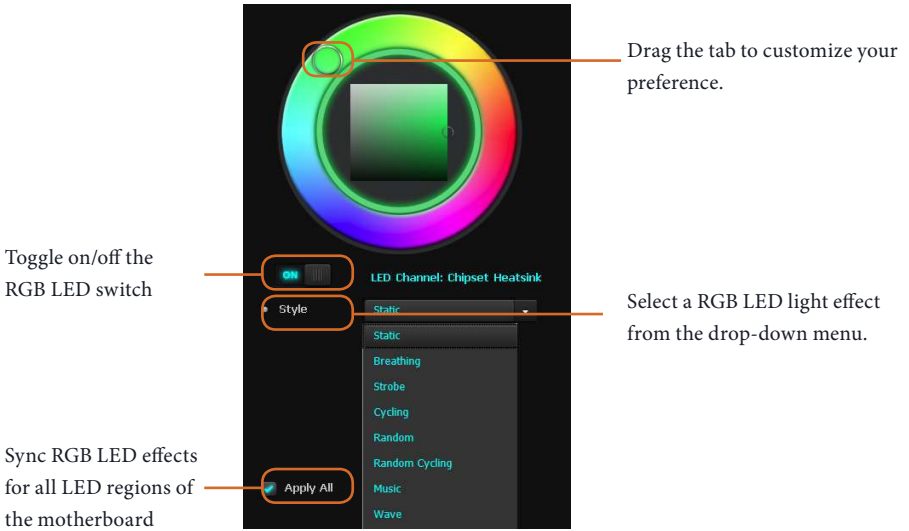 Drag the tab to customize your
preference.
Toggle on/off the
RGB LED switch
ON
LED Channel: Chipset Heatsink
Style
Static
Select a RGB LED light effect
from the drop-down menu.
Static
Breathing
Strobe
Cycling
Random
Random Cycling
Music
Wave
Sync RGB LED effects
for all LED regions of
the motherboard
Apply All